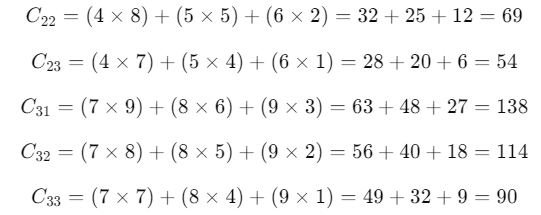 C₂₂ = (4 × 8) + (5 × 5) + (6 × 2) = 32 + 25 + 12 = 69
C₂₃ = (4 × 7) + (5 × 4) + (6 × 1) = 28 + 20 + 6 = 54
C₃₁ = (7 × 9) + (8 × 6) + (9 × 3) = 63 + 48 + 27 = 138
C₃₂ = (7 × 8) + (8 × 5) + (9 × 2) = 56 + 40 + 18 = 114
C₃₃ = (7 × 7) + (8 × 4) + (9 × 1) = 49 + 32 + 9 = 90